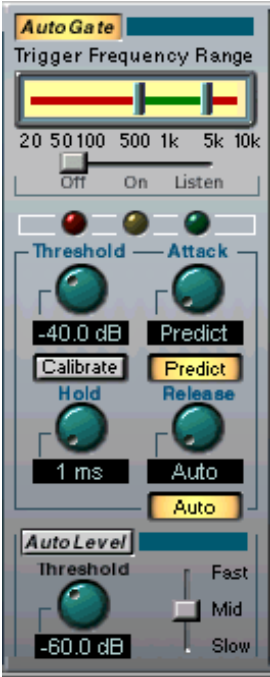 AutoGate
Trigger Frequency Range
20 50 100 500 1k 5k 10k
Off On Listen
Threshold Attack
-40.0 dB Predict
Calibrate Predict
Hold Release
1 ms Auto
Auto
AutoLevel
Threshold
Fast
Mid
-60.0 dB Slow